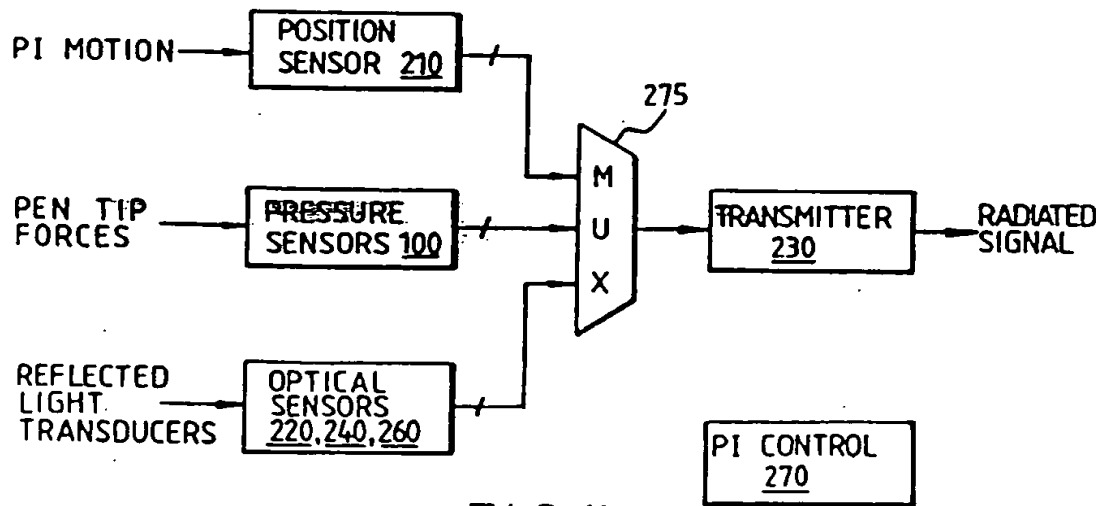 PI MOTION
POSITION
SENSOR 210
275
PEN TIP
FORCES
PRESSURE
SENSORS 100
M
U
X
TRANSMITTER
230
RADIATED
SIGNAL
REFLECTED
LIGHT
TRANSDUCERS
OPTICAL
SENSORS
220,240,260
PI CONTROL
270